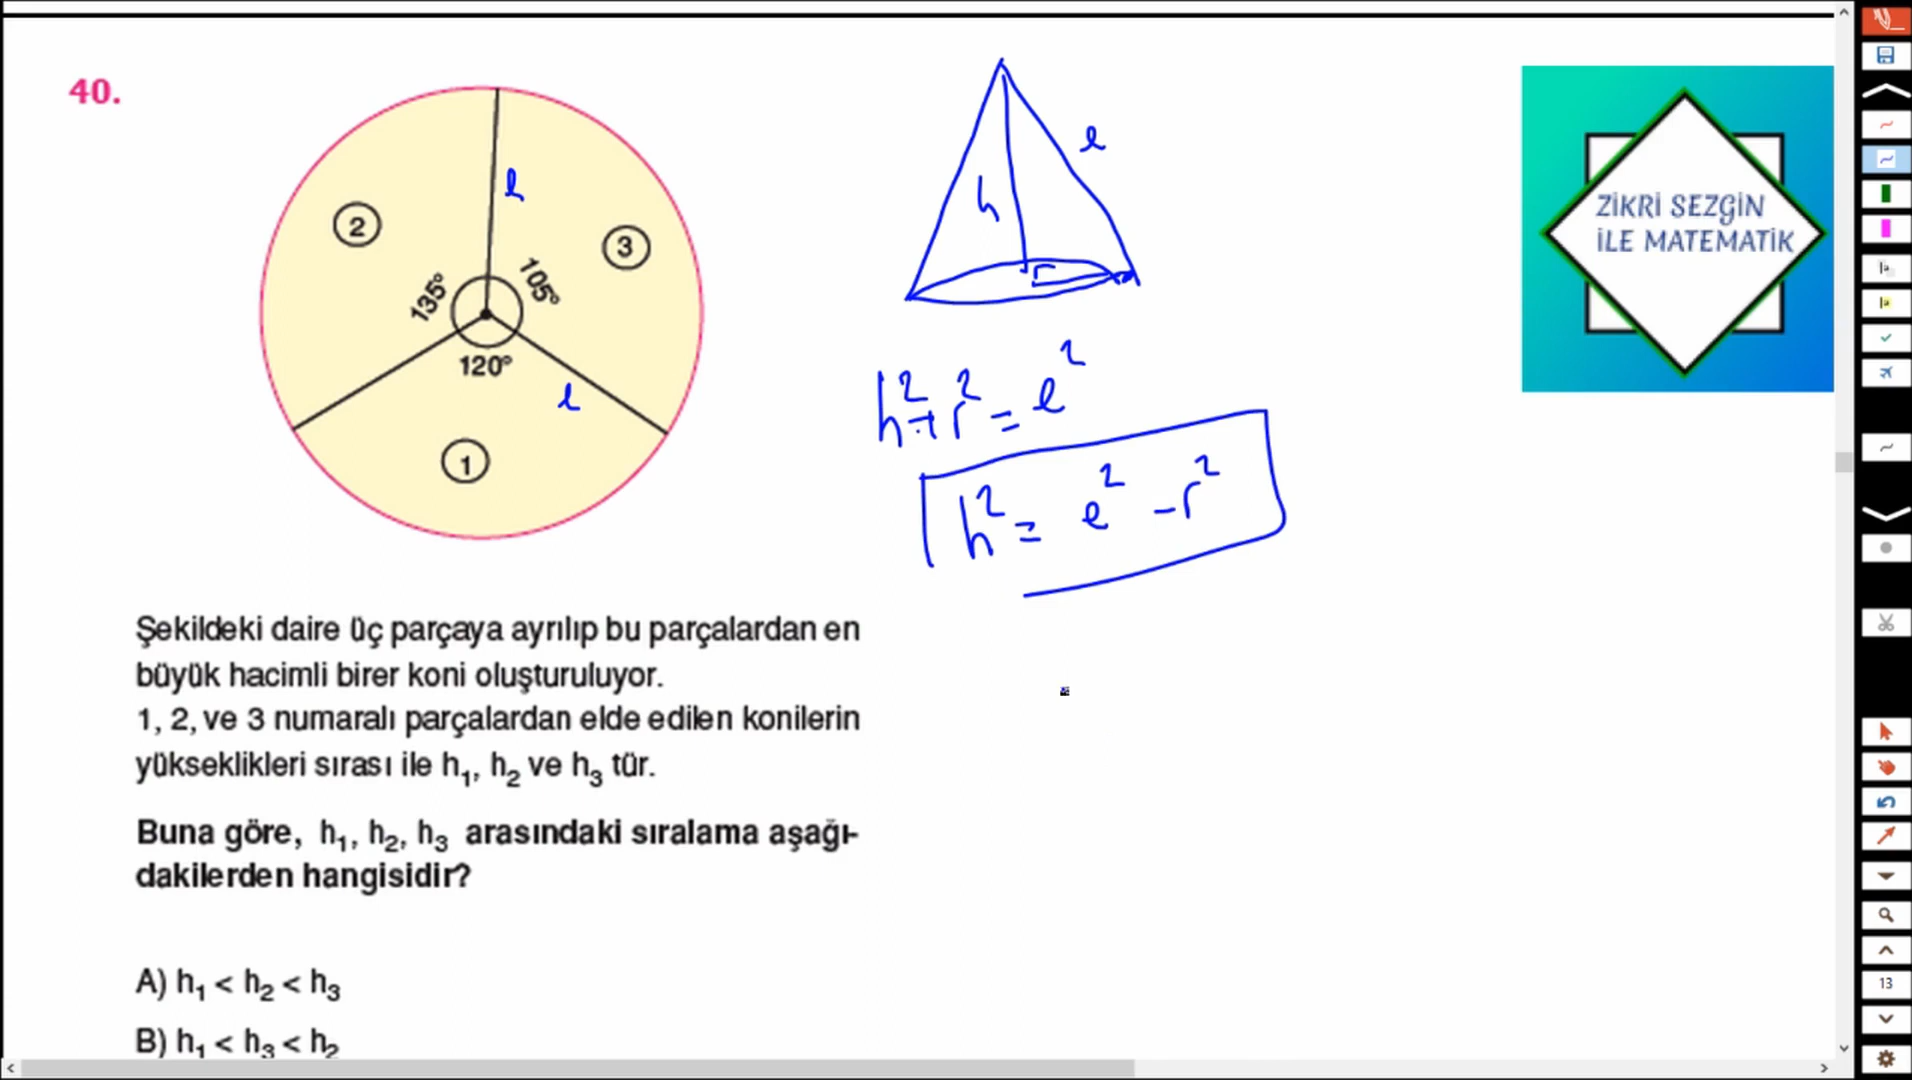 40.
2
3
1
135°
105°
120°
l
l
l
h
r
h² + r² = l²
h² = l² - r²
ZİKRİ SEZGİN
İLE MATEMATİK
Şekildeki daire üç parçaya ayrılıp bu parçalardan en
büyük hacimli birer koni oluşturuluyor.
1, 2, ve 3 numaralı parçalardan elde edilen konilerin
yükseklikleri sırası ile h₁, h₂ ve h₃ tür.
Buna göre, h₁, h₂, h₃ arasındaki sıralama aşağı-
dakilerden hangisidir?
A) h₁ < h₂ < h₃
B) h₁ < h₃ < h₂
13